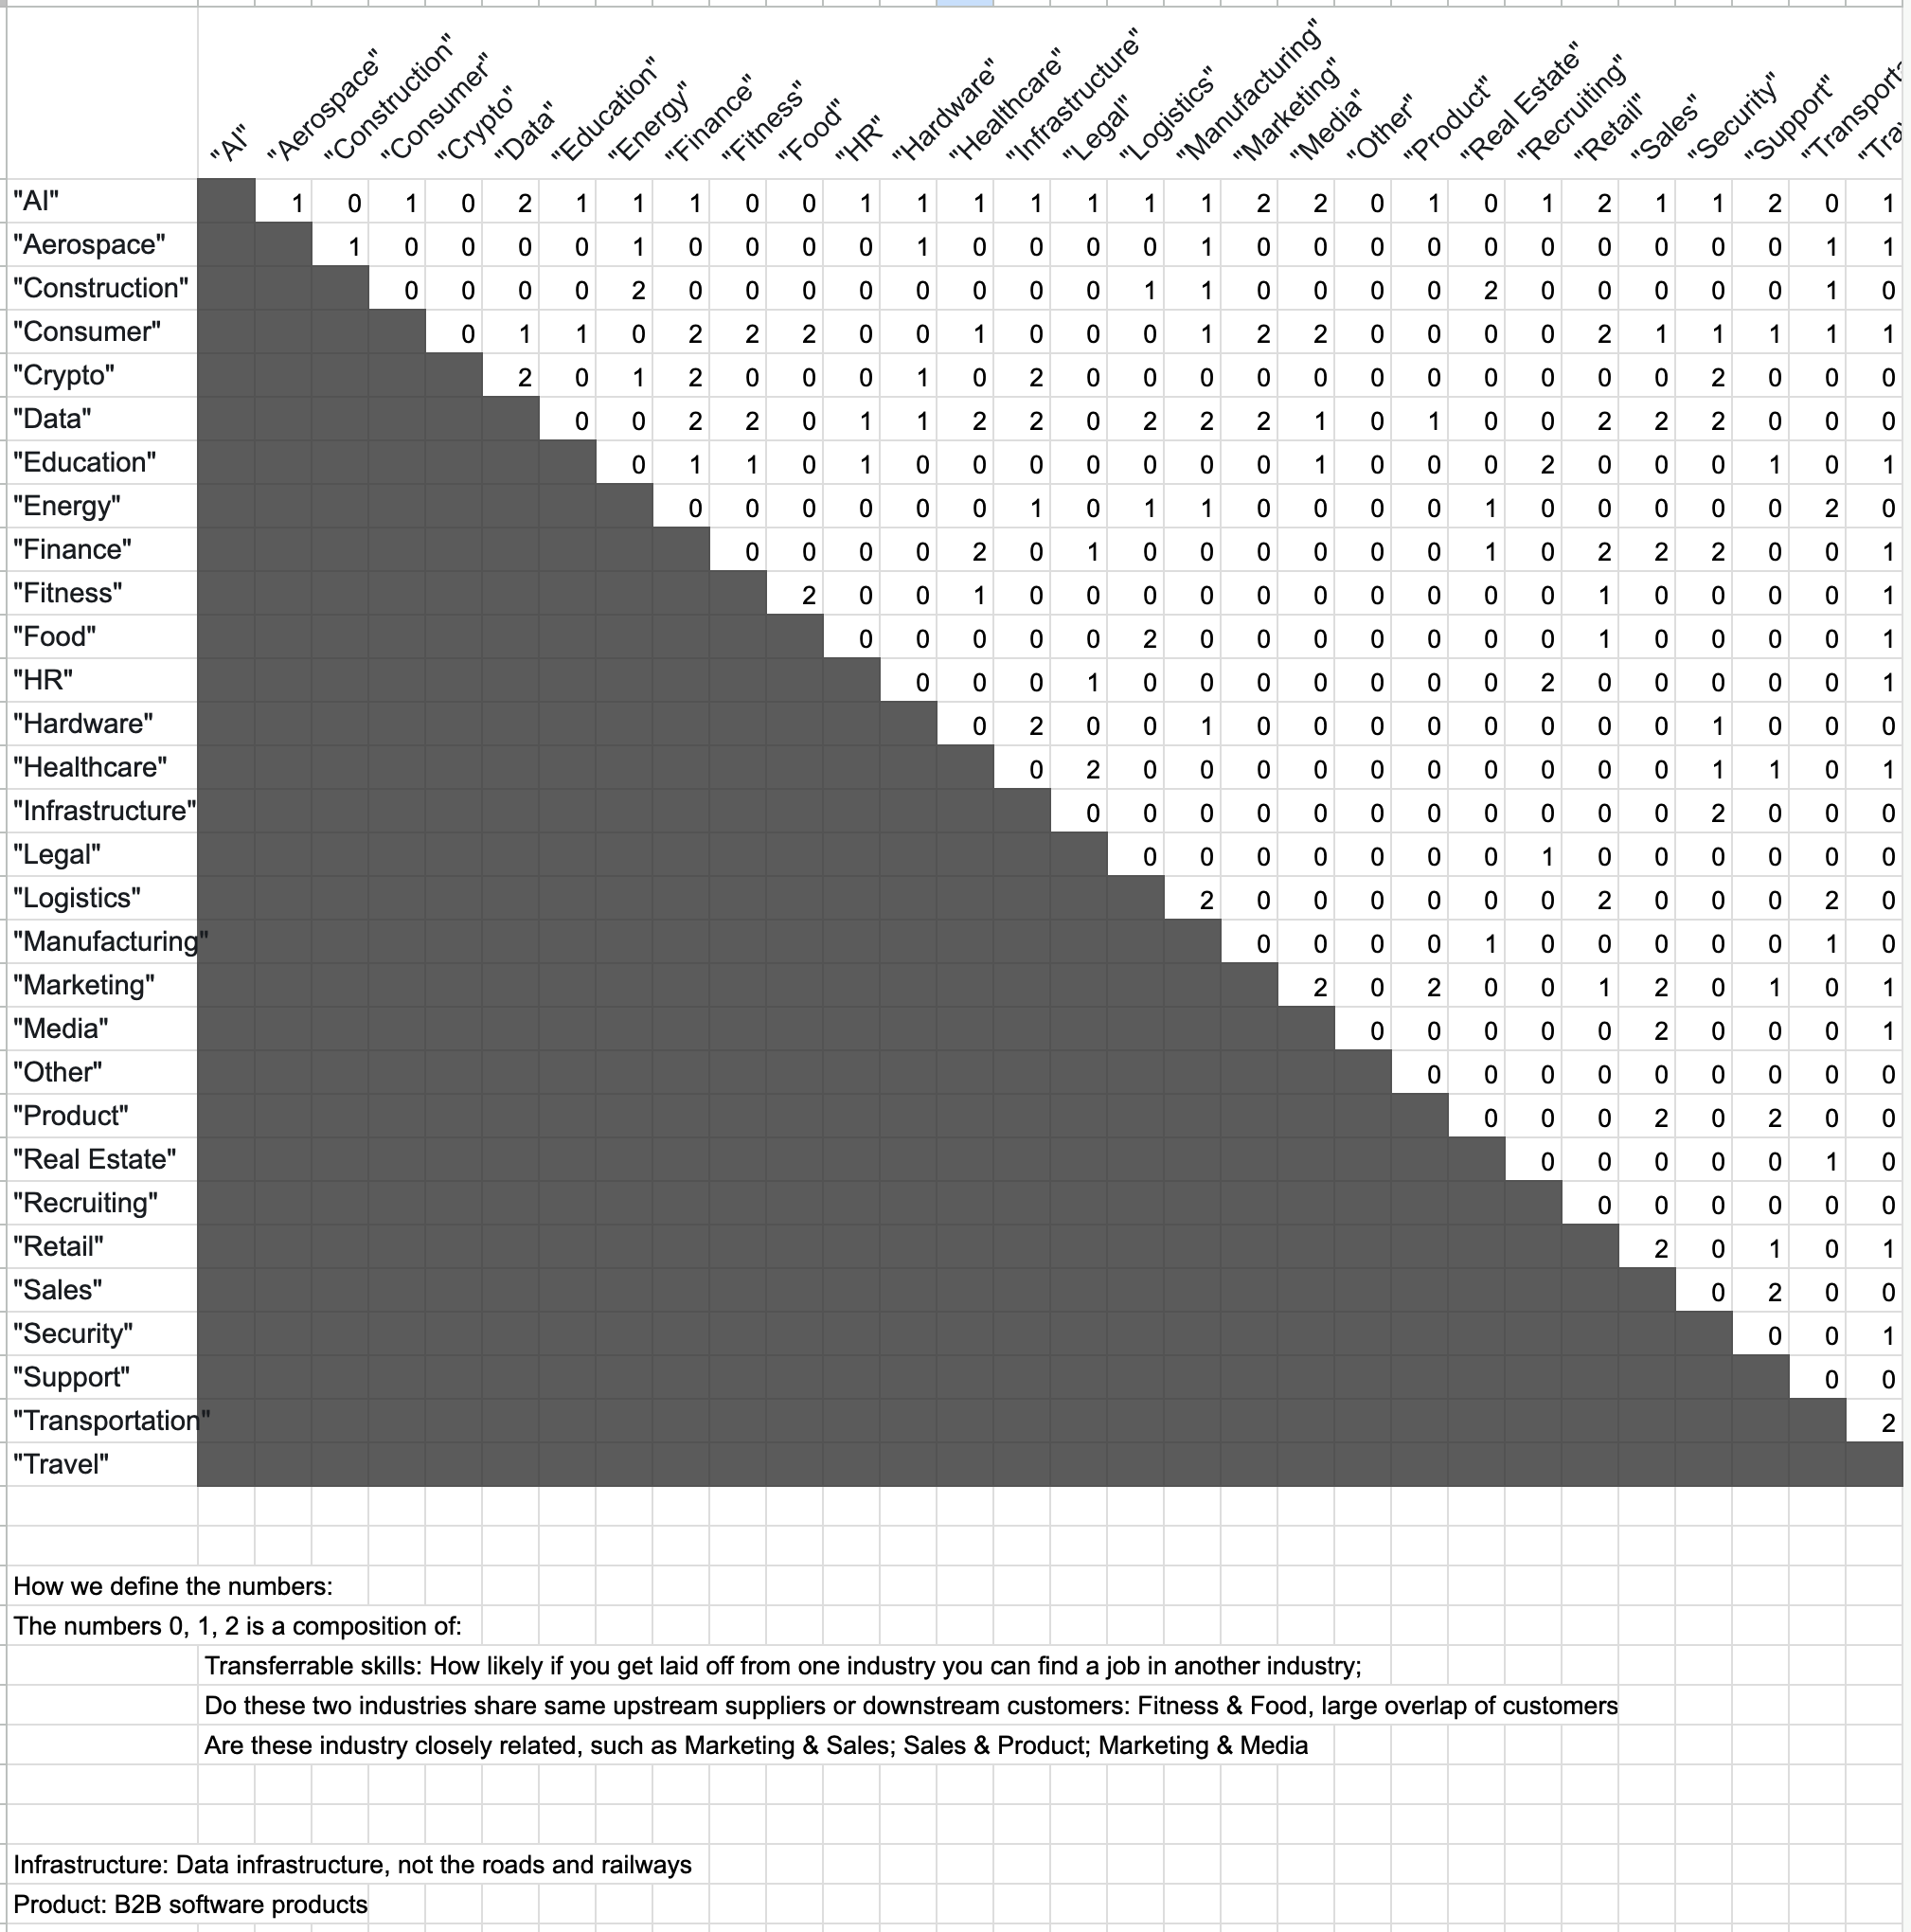 "AI" "Aerospace" "Construction" "Consumer" "Crypto" "Data" "Education" "Energy" "Finance" "Fitness" "Food" "HR" "Hardware" "Healthcare" "Infrastructure" "Legal" "Logistics" "Manufacturing" "Marketing" "Media" "Other" "Product" "Real Estate" "Recruiting" "Retail" "Sales" "Security" "Support"
"AI" 1 0 1 0 2 1 1 1 0 0 1 1 1 1 1 1 1 2 2 0 1 0 1 2 1 1 2 0 1
"Aerospace" 1 0 0 0 0 1 0 0 0 0 1 0 0 0 0 1 0 0 0 0 0 0 0 0 0 0 1 1
"Construction" 0 0 0 0 2 0 0 0 0 0 0 0 0 1 1 0 0 0 0 2 0 0 0 0 0 1 0
"Consumer" 0 1 1 0 2 2 2 0 0 1 0 0 0 1 2 2 0 0 0 0 2 1 1 1 1 1
"Crypto" 2 0 1 2 0 0 0 1 0 2 0 0 0 0 0 0 0 0 0 0 0 2 0 0 0
"Data" 0 0 2 2 0 1 1 2 2 0 2 2 2 1 0 1 0 0 2 2 2 0 0 0
"Education" 0 1 1 0 1 0 0 0 0 0 0 0 1 0 0 0 2 0 0 0 1 0 1
"Energy" 0 0 0 0 0 0 1 0 1 1 0 0 0 0 1 0 0 0 0 0 2 0
"Finance" 0 0 0 0 2 0 1 0 0 0 0 0 0 1 0 2 2 2 0 0 1
"Fitness" 2 0 0 1 0 0 0 0 0 0 0 0 0 0 1 0 0 0 0 1
"Food" 0 0 0 0 0 2 0 0 0 0 0 0 0 1 0 0 0 0 1
"HR" 0 0 0 1 0 0 0 0 0 0 0 2 0 0 0 0 0 1
"Hardware" 0 2 0 0 1 0 0 0 0 0 0 0 0 1 0 0 0
"Healthcare" 0 2 0 0 0 0 0 0 0 0 0 0 1 1 0 1
"Infrastructure" 0 0 0 0 0 0 0 0 0 0 0 2 0 0 0
"Legal" 0 0 0 0 0 0 0 1 0 0 0 0 0 0
"Logistics" 2 0 0 0 0 0 0 2 0 0 0 2 0
"Manufacturing" 0 0 0 0 1 0 0 0 0 0 1 0
"Marketing" 2 0 2 0 0 1 2 0 1 0 1
"Media" 0 0 0 0 0 2 0 0 0 1
"Other" 0 0 0 0 0 0 0 0 0
"Product" 0 0 0 2 0 2 0 0
"Real Estate" 0 0 0 0 0 1 0
"Recruiting" 0 0 0 0 0 0
"Retail" 2 0 1 0 1
"Sales" 0 2 0 0
"Security" 0 0 1
"Support" 0 0
"Transportation" 2
"Travel"
How we define the numbers:
The numbers 0, 1, 2 is a composition of:
Transferrable skills: How likely if you get laid off from one industry you can find a job in another industry;
Do these two industries share same upstream suppliers or downstream customers: Fitness & Food, large overlap of customers
Are these industry closely related, such as Marketing & Sales; Sales & Product; Marketing & Media
Infrastructure: Data infrastructure, not the roads and railways
Product: B2B software products